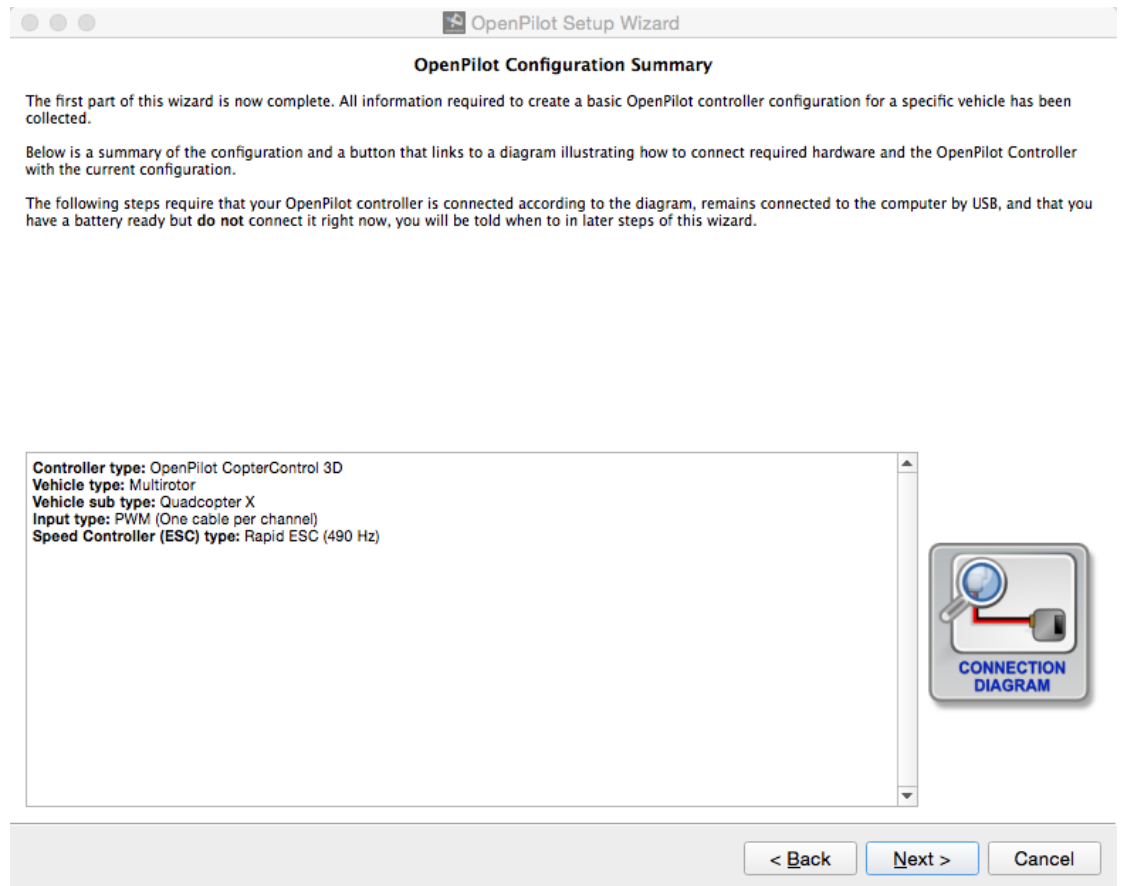 OpenPilot Setup Wizard
OpenPilot Configuration Summary
The first part of this wizard is now complete. All information required to create a basic OpenPilot controller configuration for a specific vehicle has been
collected.
Below is a summary of the configuration and a button that links to a diagram illustrating how to connect required hardware and the OpenPilot Controller
with the current configuration.
The following steps require that your OpenPilot controller is connected according to the diagram, remains connected to the computer by USB, and that you
have a battery ready but do not connect it right now, you will be told when to in later steps of this wizard.
Controller type: OpenPilot CopterControl 3D
Vehicle type: Multirotor
Vehicle sub type: Quadcopter X
Input type: PWM (One cable per channel)
Speed Controller (ESC) type: Rapid ESC (490 Hz)
CONNECTION
DIAGRAM
< Back Next > Cancel